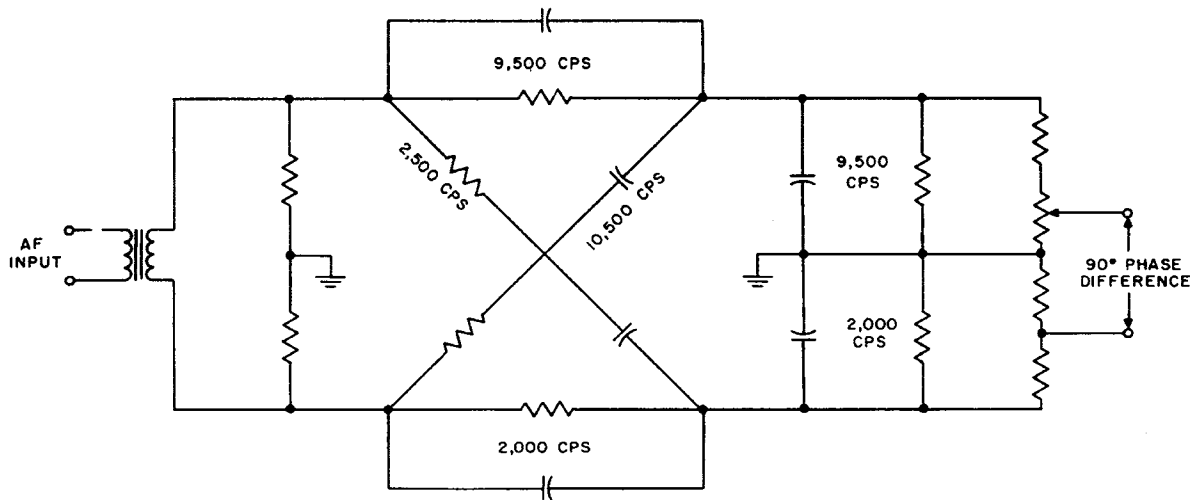 9,500 CPS
2,500 CPS
10,500 CPS
9,500
CPS
AF
INPUT
90° PHASE
DIFFERENCE
2,000
CPS
2,000 CPS